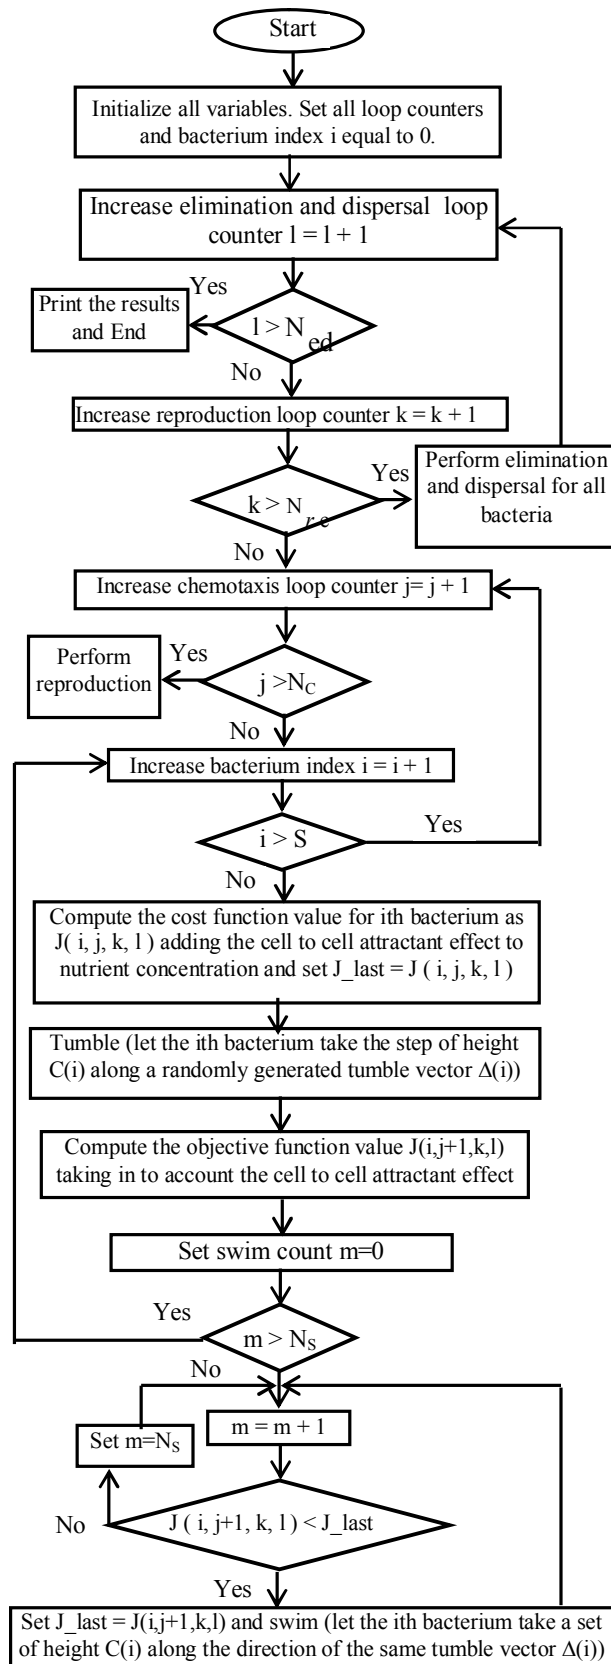 Start
Initialize all variables. Set all loop counters
and bacterium index i equal to 0.
Increase elimination and dispersal loop
counter l = l + 1
Yes
Print the results
and End
l > N ed
No
Increase reproduction loop counter k = k + 1
Yes
Perform elimination
and dispersal for all
bacteria
k > N r e
No
Increase chemotaxis loop counter j= j + 1
Perform
reproduction
Yes
j >NC
No
Increase bacterium index i = i + 1
i > S
Yes
No
Compute the cost function value for ith bacterium as
J( i, j, k, l ) adding the cell to cell attractant effect to
nutrient concentration and set J_last = J ( i, j, k, l )
Tumble (let the ith bacterium take the step of height
C(i) along a randomly generated tumble vector Δ(i))
Compute the objective function value J(i,j+1,k,l)
taking in to account the cell to cell attractant effect
Set swim count m=0
Yes
m > NS
No
Set m=NS
m = m + 1
No
J ( i, j+1, k, l ) < J_last
Yes
Set J_last = J(i,j+1,k,l) and swim (let the ith bacterium take a set
of height C(i) along the direction of the same tumble vector Δ(i))